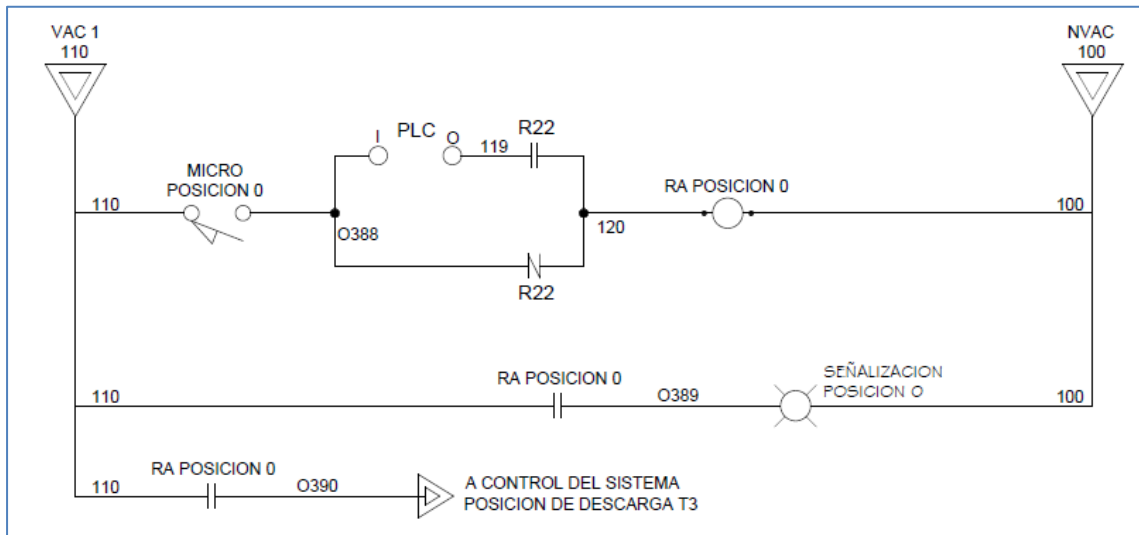 VAC 1
110
NVAC
100
I
PLC
O
119
R22
MICRO
POSICION 0
RA POSICION 0
110
O388
120
100
R22
RA POSICION 0
SEÑALIZACION
POSICION O
110
O389
100
RA POSICION 0
110
O390
A CONTROL DEL SISTEMA
POSICION DE DESCARGA T3